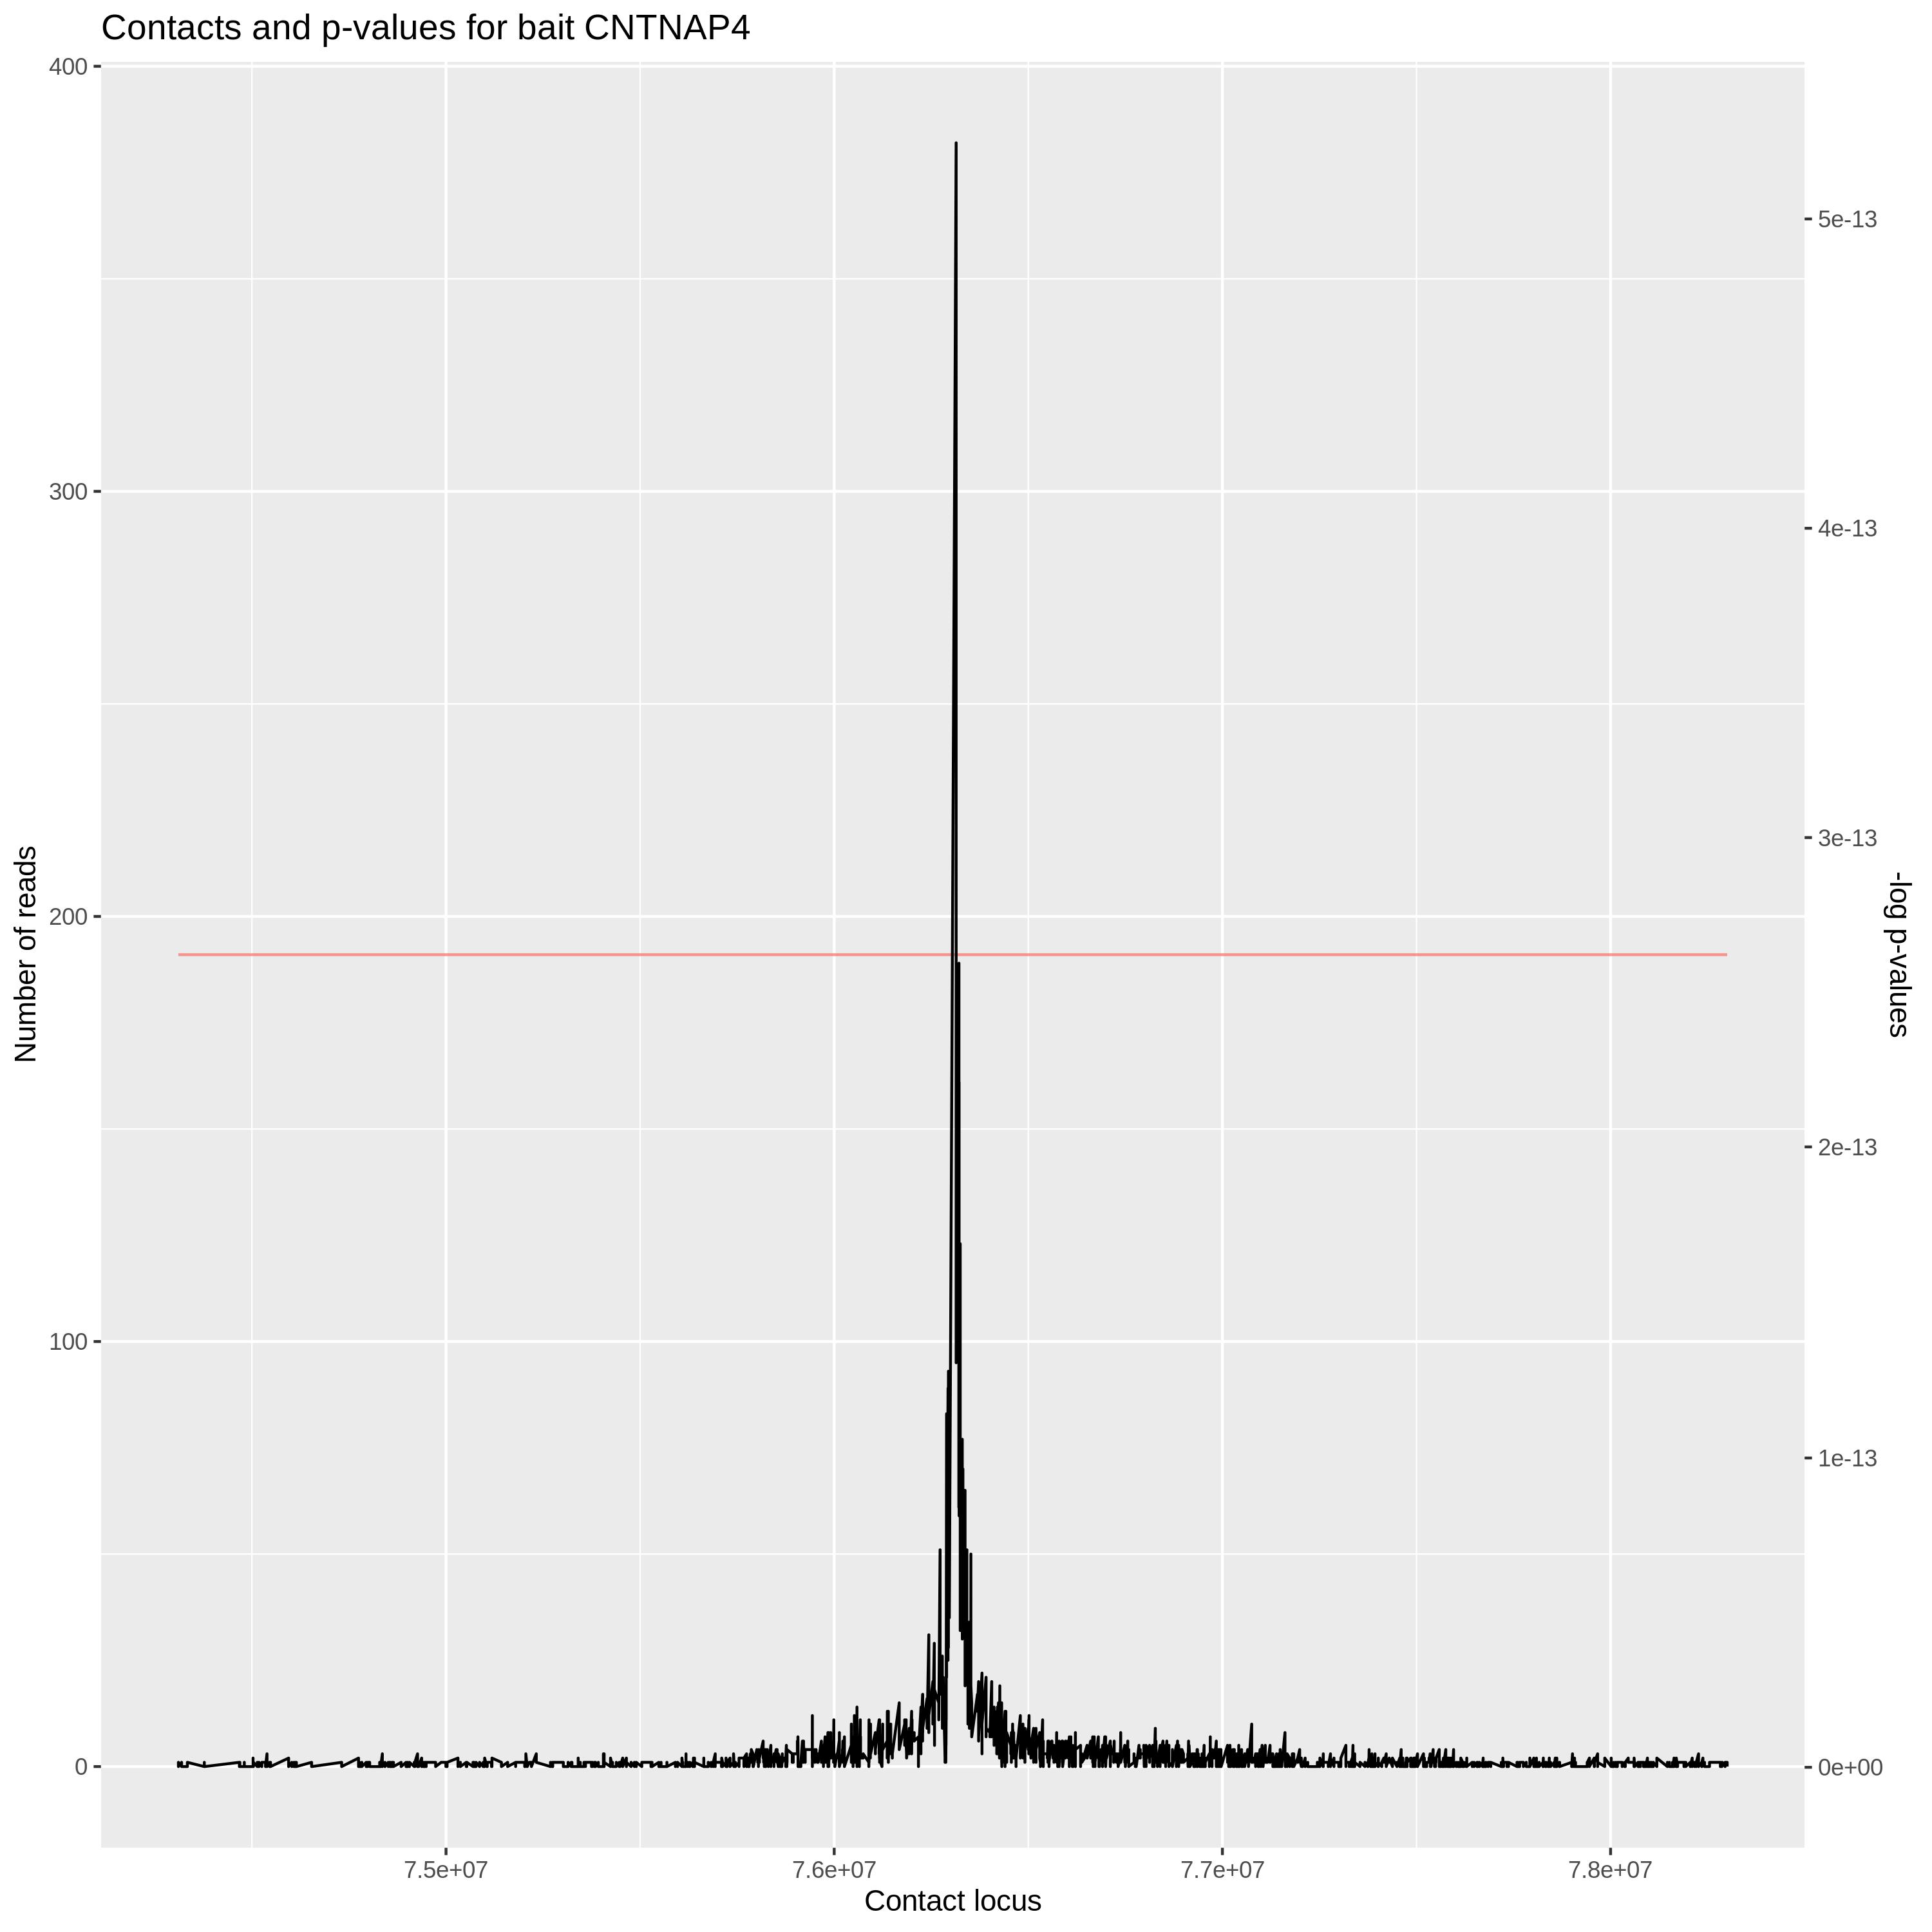 Contacts and p-values for bait CNTNAP4
400
300
200
100
0
Number of reads
5e-13
4e-13
3e-13
2e-13
1e-13
0e+00
-log p-values
7.5e+07
7.6e+07
7.7e+07
7.8e+07
Contact locus